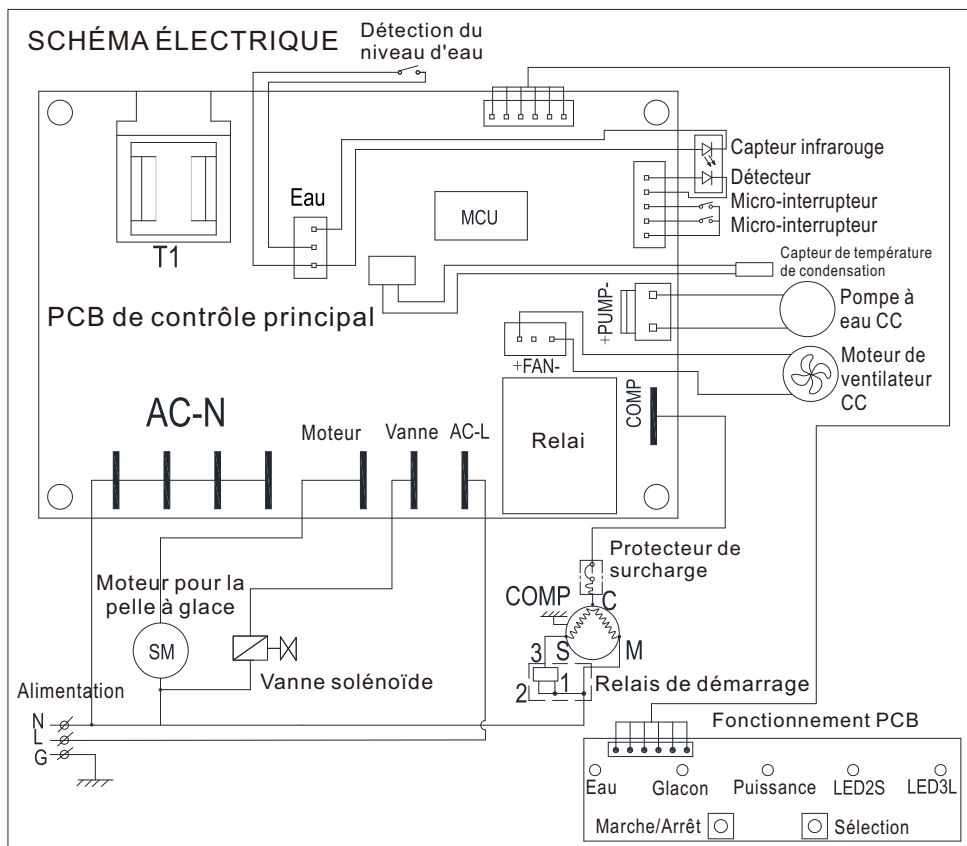 SCHÉMA ÉLECTRIQUE
Détection du
niveau d'eau
T1
Eau
MCU
Capteur infrarouge
Détecteur
Micro-interrupteur
Micro-interrupteur
Capteur de température
de condensation
PCB de contrôle principal
+PUMP-
Pompe à
eau CC
+FAN-
Moteur de
ventilateur
CC
AC-N
Moteur
Vanne
AC-L
Relai
COMP
Protecteur de
surcharge
Moteur pour la
pelle à glace
COMP
C
SM
3
S
M
Vanne solénoïde
2
1
Relais de démarrage
Alimentation
N
L
G
Fonctionnement PCB
Eau
Glacon
Puissance
LED2S
LED3L
Marche/Arrêt
Sélection